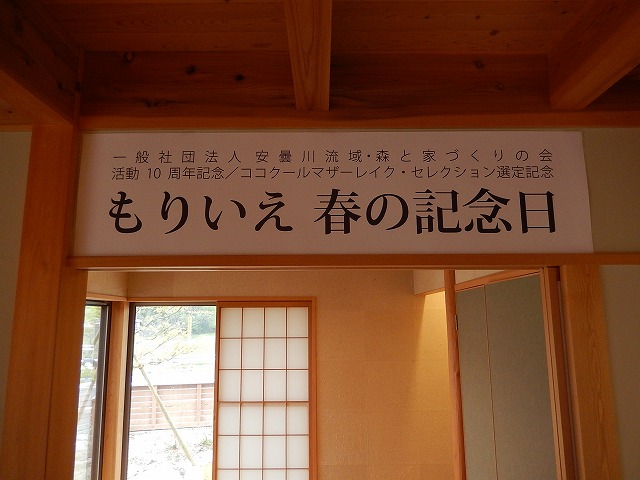 一般社団法人 安曇川流域・森と家づくりの会
活動 10 周年記念／ココクールマザーレイク・セレクション選定記念
もりいえ 春の記念日